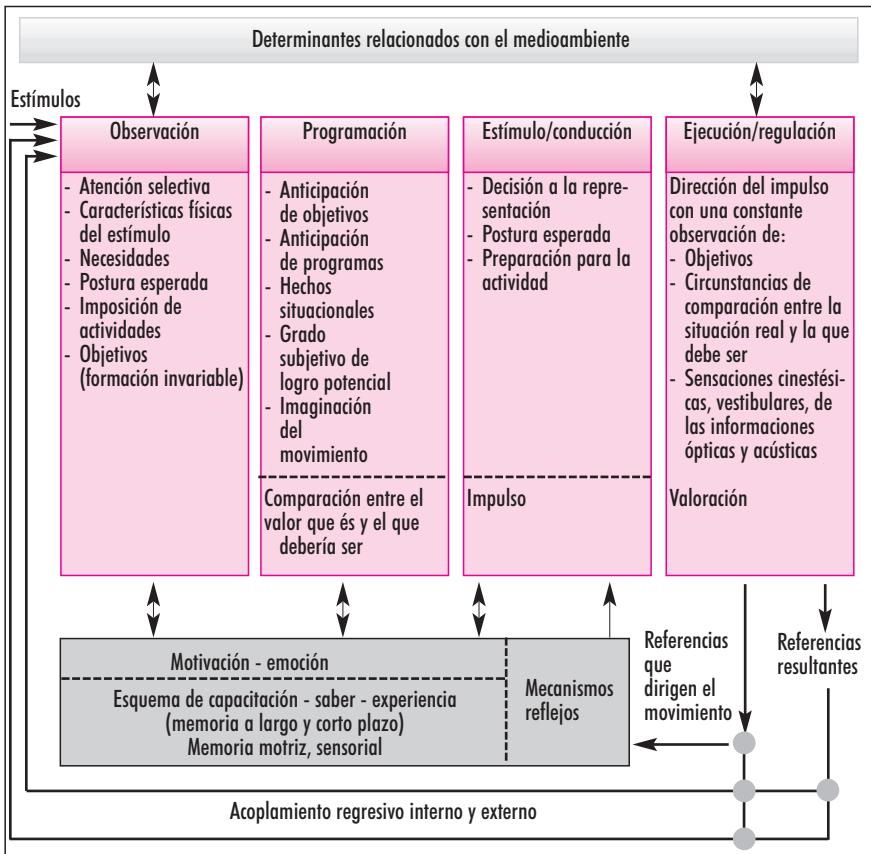 Determinantes relacionados con el medioambiente
Estímulos
Observación
- Atención selectiva
- Características físicas
del estímulo
- Necesidades
- Postura esperada
- Imposición de
actividades
- Objetivos
(formación invariable)
Programación
- Anticipación
de objetivos
- Anticipación
de programas
- Hechos
situacionales
- Grado
subjetivo de
logro potencial
- Imaginación
del
movimiento
Comparación entre el
valor que és y el que
debería ser
Estímulo/conducción
- Decisión a la repre-
sentación
- Postura esperada
- Preparación para la
actividad
Impulso
Ejecución/regulación
Dirección del impulso
con una constante
observación de:
- Objetivos
- Circunstancias de
comparación entre la
situación real y la que
debe ser
- Sensaciones cinestési-
cas, vestibulares, de
las informaciones
ópticas y acústicas
Valoración
Motivación - emoción
Esquema de capacitación - saber - experiencia
(memoria a largo y corto plazo)
Memoria motriz, sensorial
Mecanismos
reflejos
Referencias
que
dirigen el
movimiento
Referencias
resultantes
Acoplamiento regresivo interno y externo